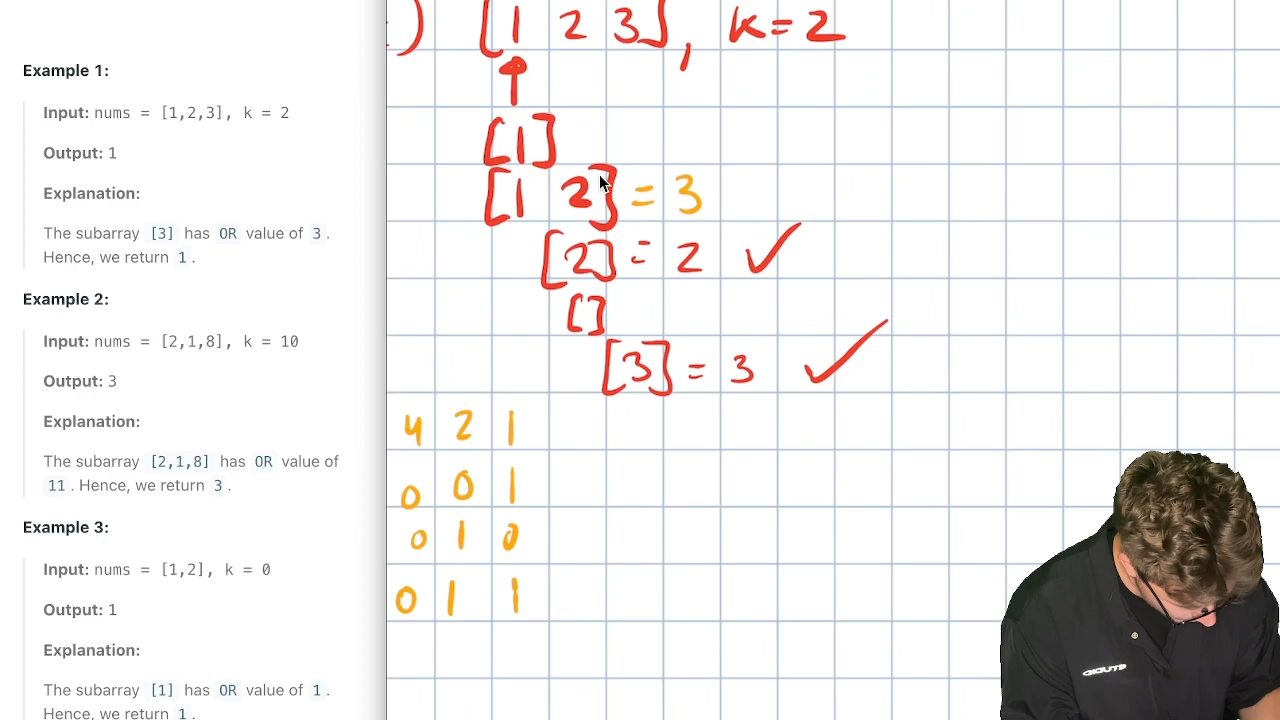 Example 1:
Input: nums = [1,2,3], k = 2
Output: 1
Explanation:
The subarray [3] has OR value of 3.
Hence, we return 1.
Example 2:
Input: nums = [2,1,8], k = 10
Output: 3
Explanation:
The subarray [2,1,8] has OR value of
11. Hence, we return 3.
Example 3:
Input: nums = [1,2], k = 0
Output: 1
Explanation:
The subarray [1] has OR value of 1.
Hence, we return 1.
) [1 2 3], k=2
[1]
[1 2] = 3
[2] = 2 ✓
[]
[3] = 3 ✓
4 2 1
0 0 1
0 1 0
0 1 1